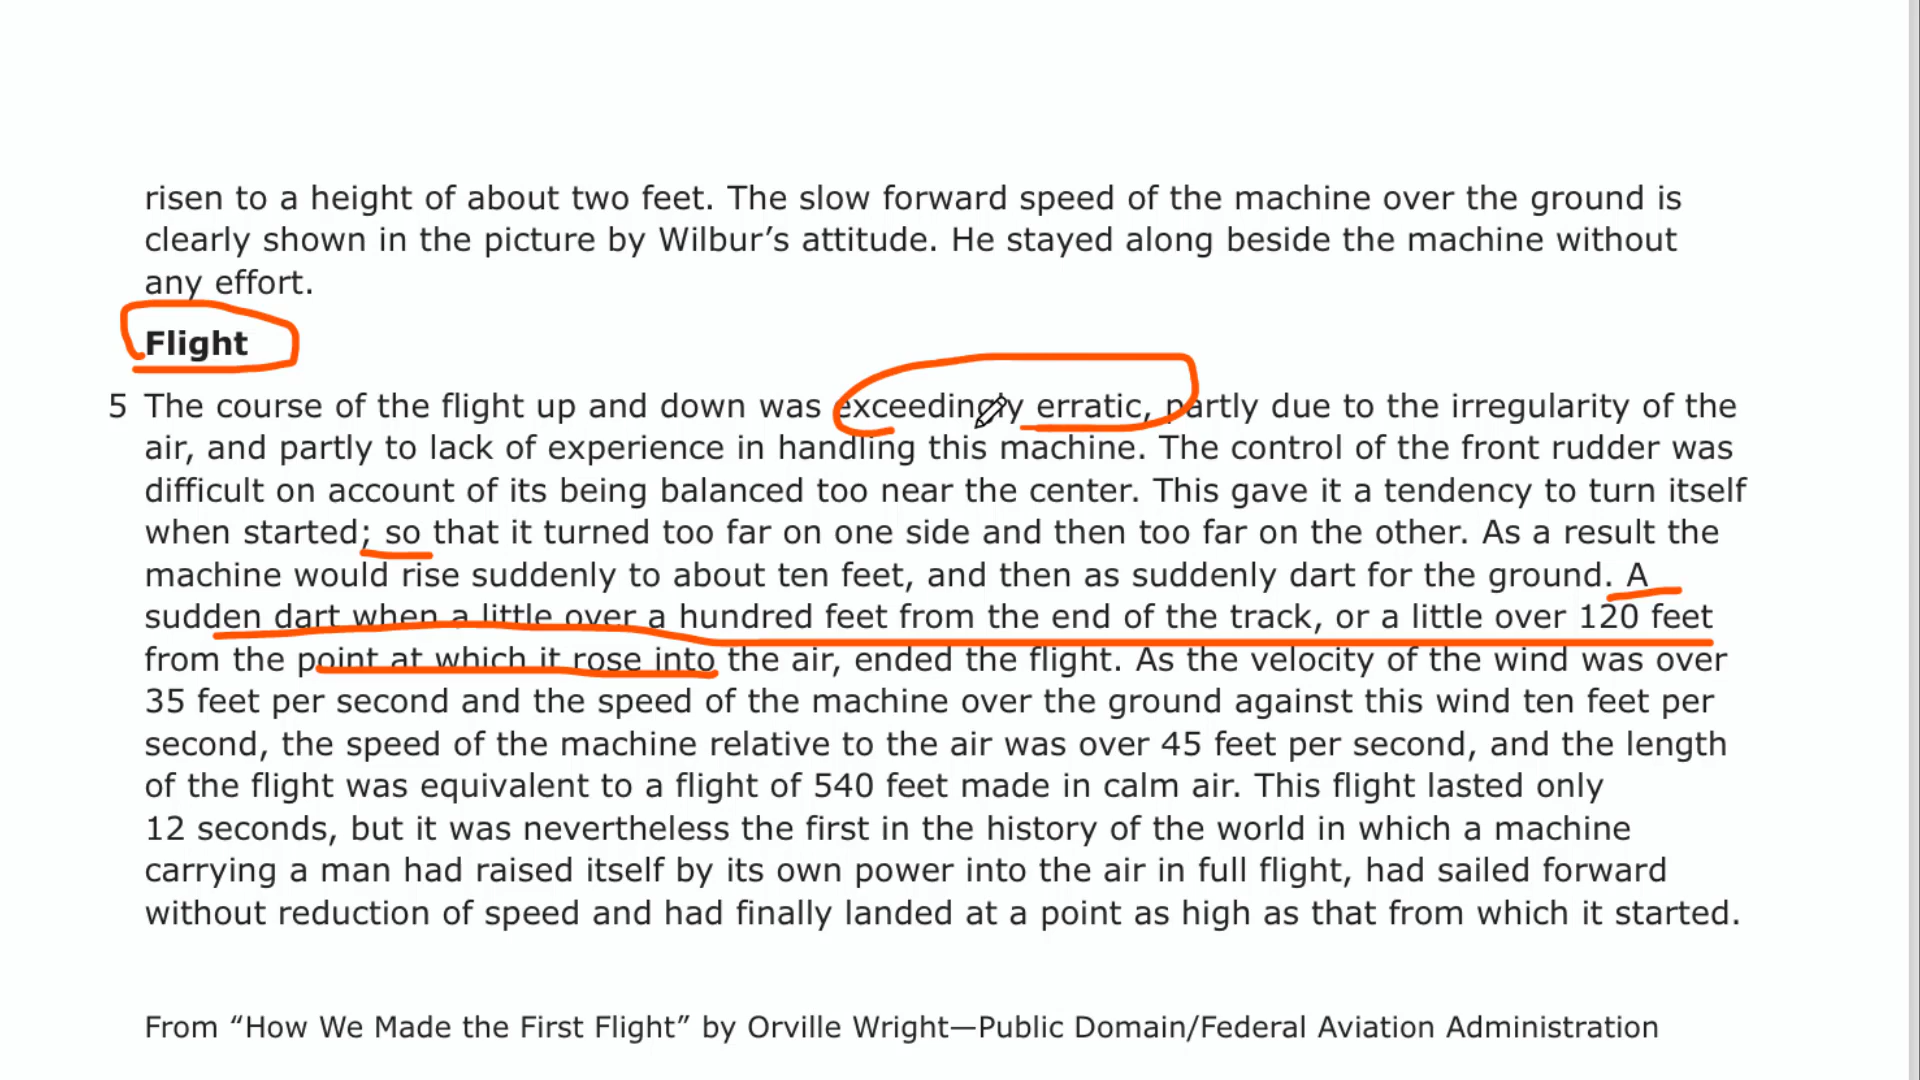 risen to a height of about two feet. The slow forward speed of the machine over the ground is
clearly shown in the picture by Wilbur’s attitude. He stayed along beside the machine without
any effort.
Flight
5 The course of the flight up and down was exceedingly erratic, partly due to the irregularity of the
air, and partly to lack of experience in handling this machine. The control of the front rudder was
difficult on account of its being balanced too near the center. This gave it a tendency to turn itself
when started; so that it turned too far on one side and then too far on the other. As a result the
machine would rise suddenly to about ten feet, and then as suddenly dart for the ground. A
sudden dart when a little over a hundred feet from the end of the track, or a little over 120 feet
from the point at which it rose into the air, ended the flight. As the velocity of the wind was over
35 feet per second and the speed of the machine over the ground against this wind ten feet per
second, the speed of the machine relative to the air was over 45 feet per second, and the length
of the flight was equivalent to a flight of 540 feet made in calm air. This flight lasted only
12 seconds, but it was nevertheless the first in the history of the world in which a machine
carrying a man had raised itself by its own power into the air in full flight, had sailed forward
without reduction of speed and had finally landed at a point as high as that from which it started.
From “How We Made the First Flight” by Orville Wright—Public Domain/Federal Aviation Administration